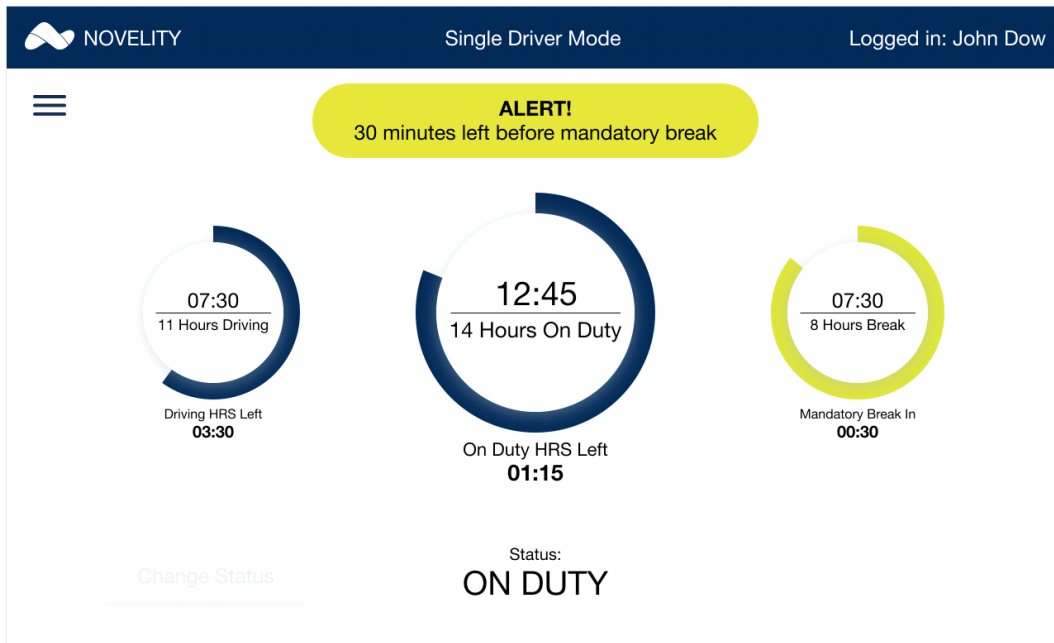 NOVELITY
Single Driver Mode
Logged in: John Dow
ALERT!
30 minutes left before mandatory break
07:30
11 Hours Driving
Driving HRS Left
03:30
12:45
14 Hours On Duty
On Duty HRS Left
01:15
07:30
8 Hours Break
Mandatory Break In
00:30
Change Status
Status:
ON DUTY